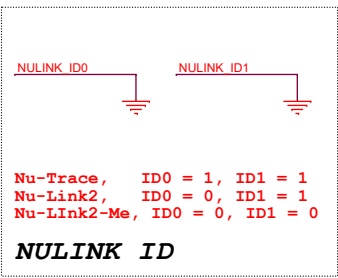 NULINK_ID0 NULINK_ID1
Nu-Trace, ID0 = 1, ID1 = 1
Nu-Link2, ID0 = 0, ID1 = 1
Nu-LInk2-Me, ID0 = 0, ID1 = 0
NULINK ID